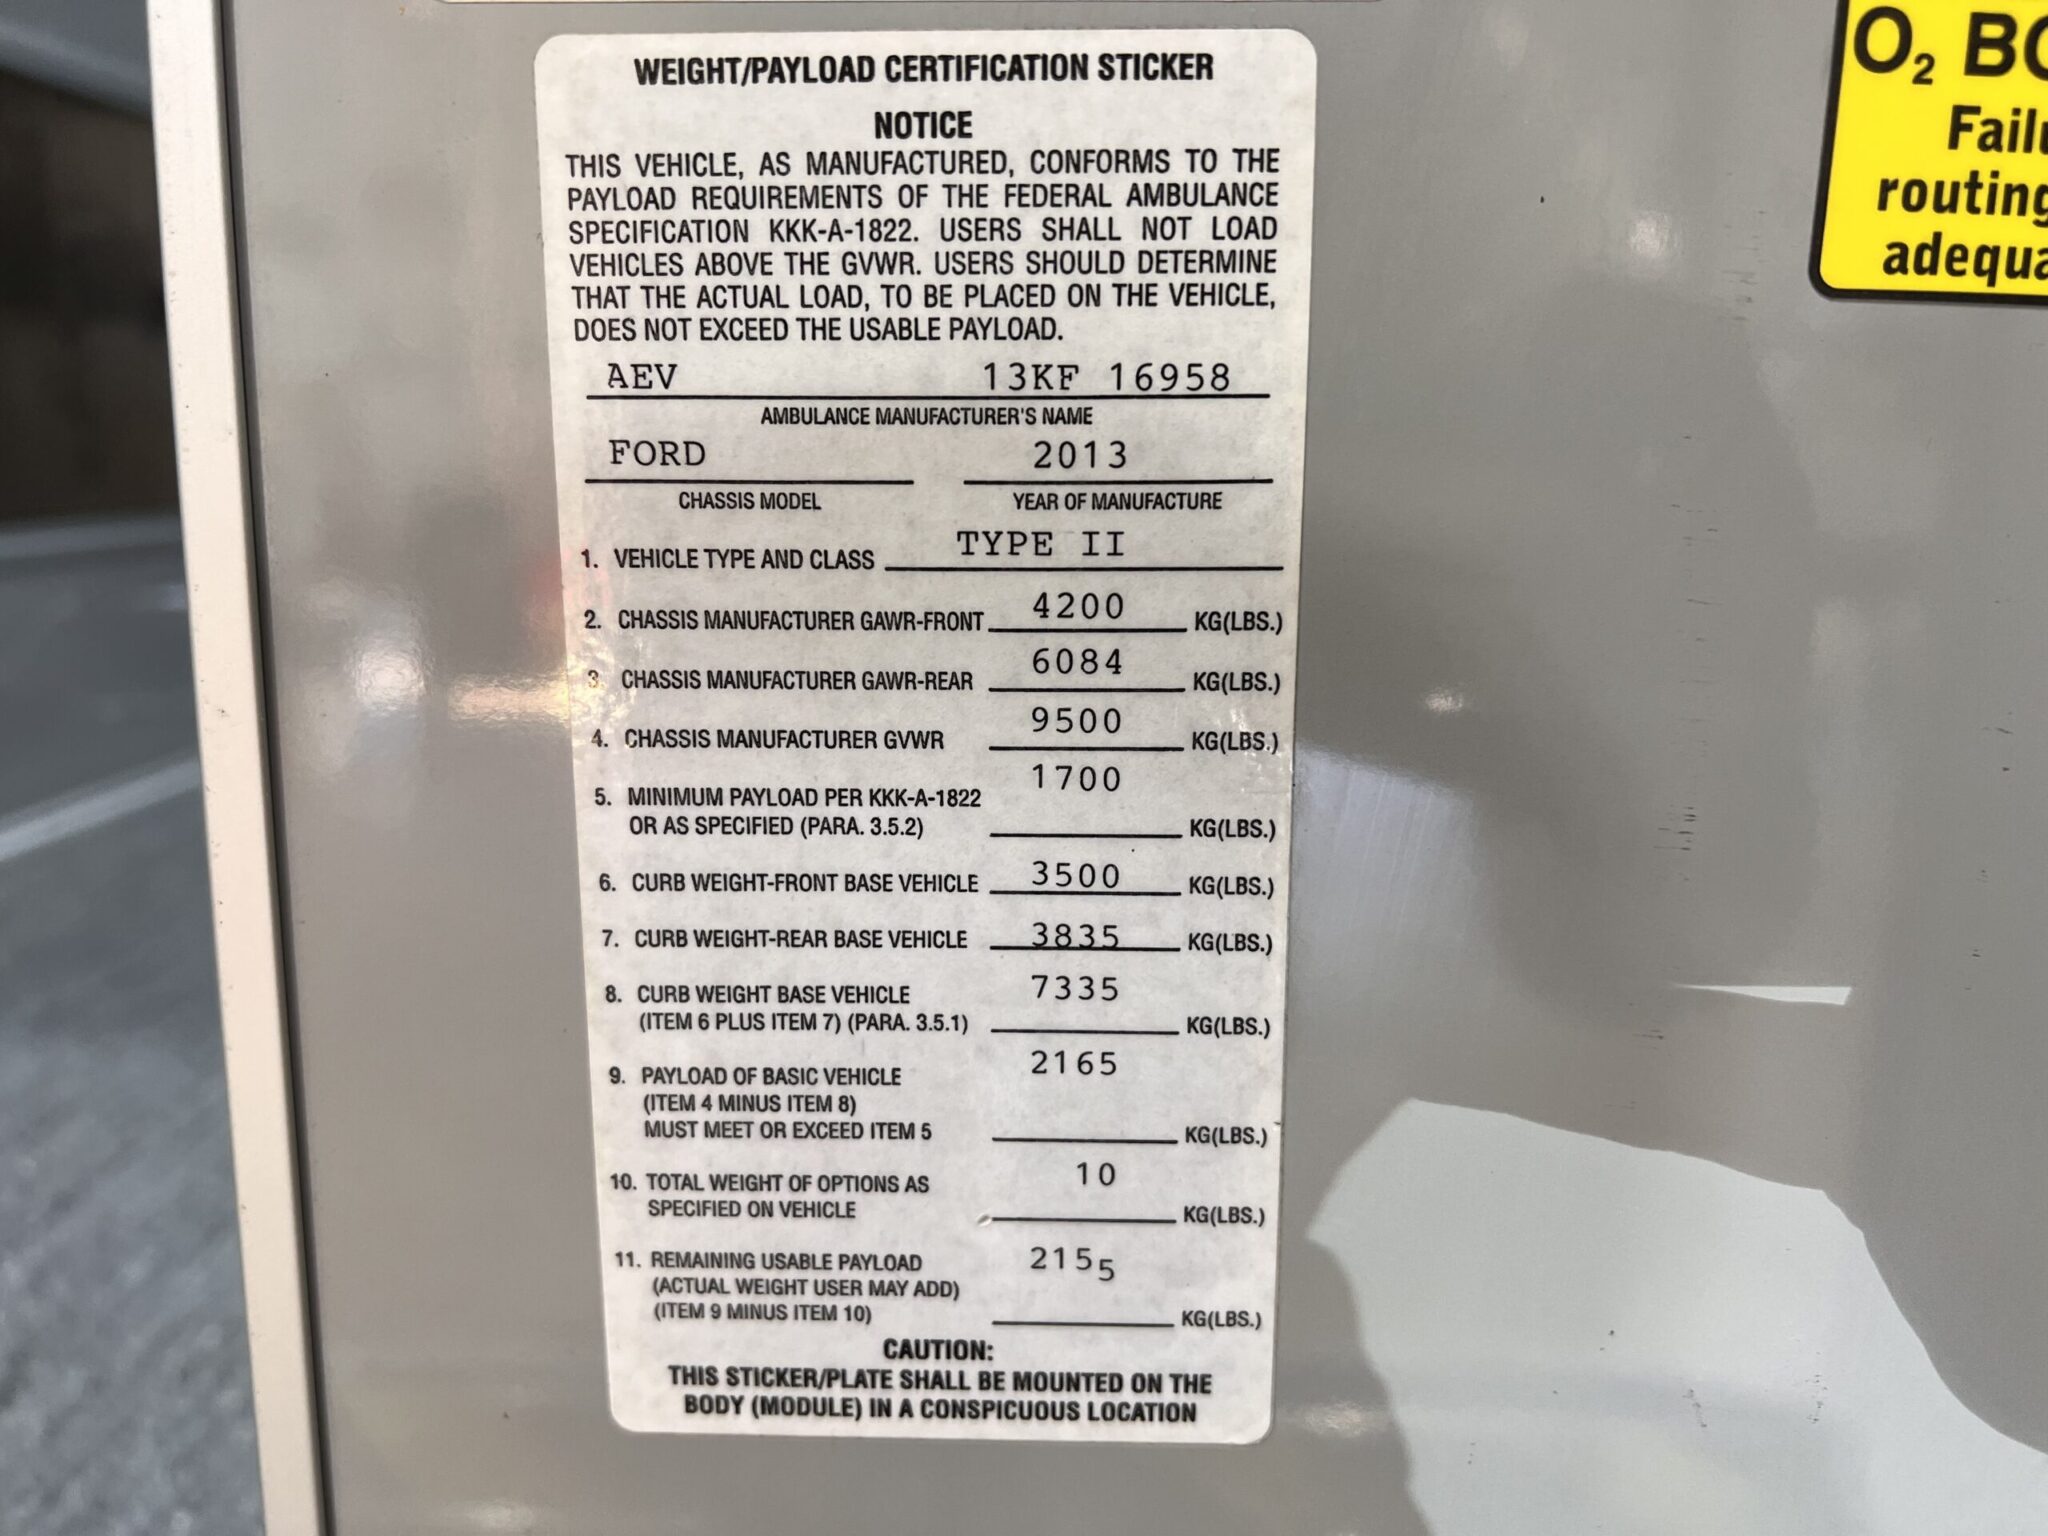 WEIGHT/PAYLOAD CERTIFICATION STICKER
NOTICE
THIS VEHICLE, AS MANUFACTURED, CONFORMS TO THE
PAYLOAD REQUIREMENTS OF THE FEDERAL AMBULANCE
SPECIFICATION KKK-A-1822. USERS SHALL NOT LOAD
VEHICLES ABOVE THE GVWR. USERS SHOULD DETERMINE
THAT THE ACTUAL LOAD, TO BE PLACED ON THE VEHICLE,
DOES NOT EXCEED THE USABLE PAYLOAD.
AEV 13KF 16958
AMBULANCE MANUFACTURER'S NAME
FORD 2013
CHASSIS MODEL YEAR OF MANUFACTURE
1. VEHICLE TYPE AND CLASS TYPE II
2. CHASSIS MANUFACTURER GAWR-FRONT 4200 KG(LBS.)
3. CHASSIS MANUFACTURER GAWR-REAR 6084 KG(LBS.)
4. CHASSIS MANUFACTURER GVWR 9500 KG(LBS.)
5. MINIMUM PAYLOAD PER KKK-A-1822 1700
OR AS SPECIFIED (PARA. 3.5.2) KG(LBS.)
6. CURB WEIGHT-FRONT BASE VEHICLE 3500 KG(LBS.)
7. CURB WEIGHT-REAR BASE VEHICLE 3835 KG(LBS.)
8. CURB WEIGHT BASE VEHICLE 7335
(ITEM 6 PLUS ITEM 7) (PARA. 3.5.1) KG(LBS.)
9. PAYLOAD OF BASIC VEHICLE 2165
(ITEM 4 MINUS ITEM 8)
MUST MEET OR EXCEED ITEM 5 KG(LBS.)
10. TOTAL WEIGHT OF OPTIONS AS 10
SPECIFIED ON VEHICLE KG(LBS.)
11. REMAINING USABLE PAYLOAD 2155
(ACTUAL WEIGHT USER MAY ADD)
(ITEM 9 MINUS ITEM 10) KG(LBS.)
CAUTION:
THIS STICKER/PLATE SHALL BE MOUNTED ON THE
BODY (MODULE) IN A CONSPICUOUS LOCATION
O₂
routing